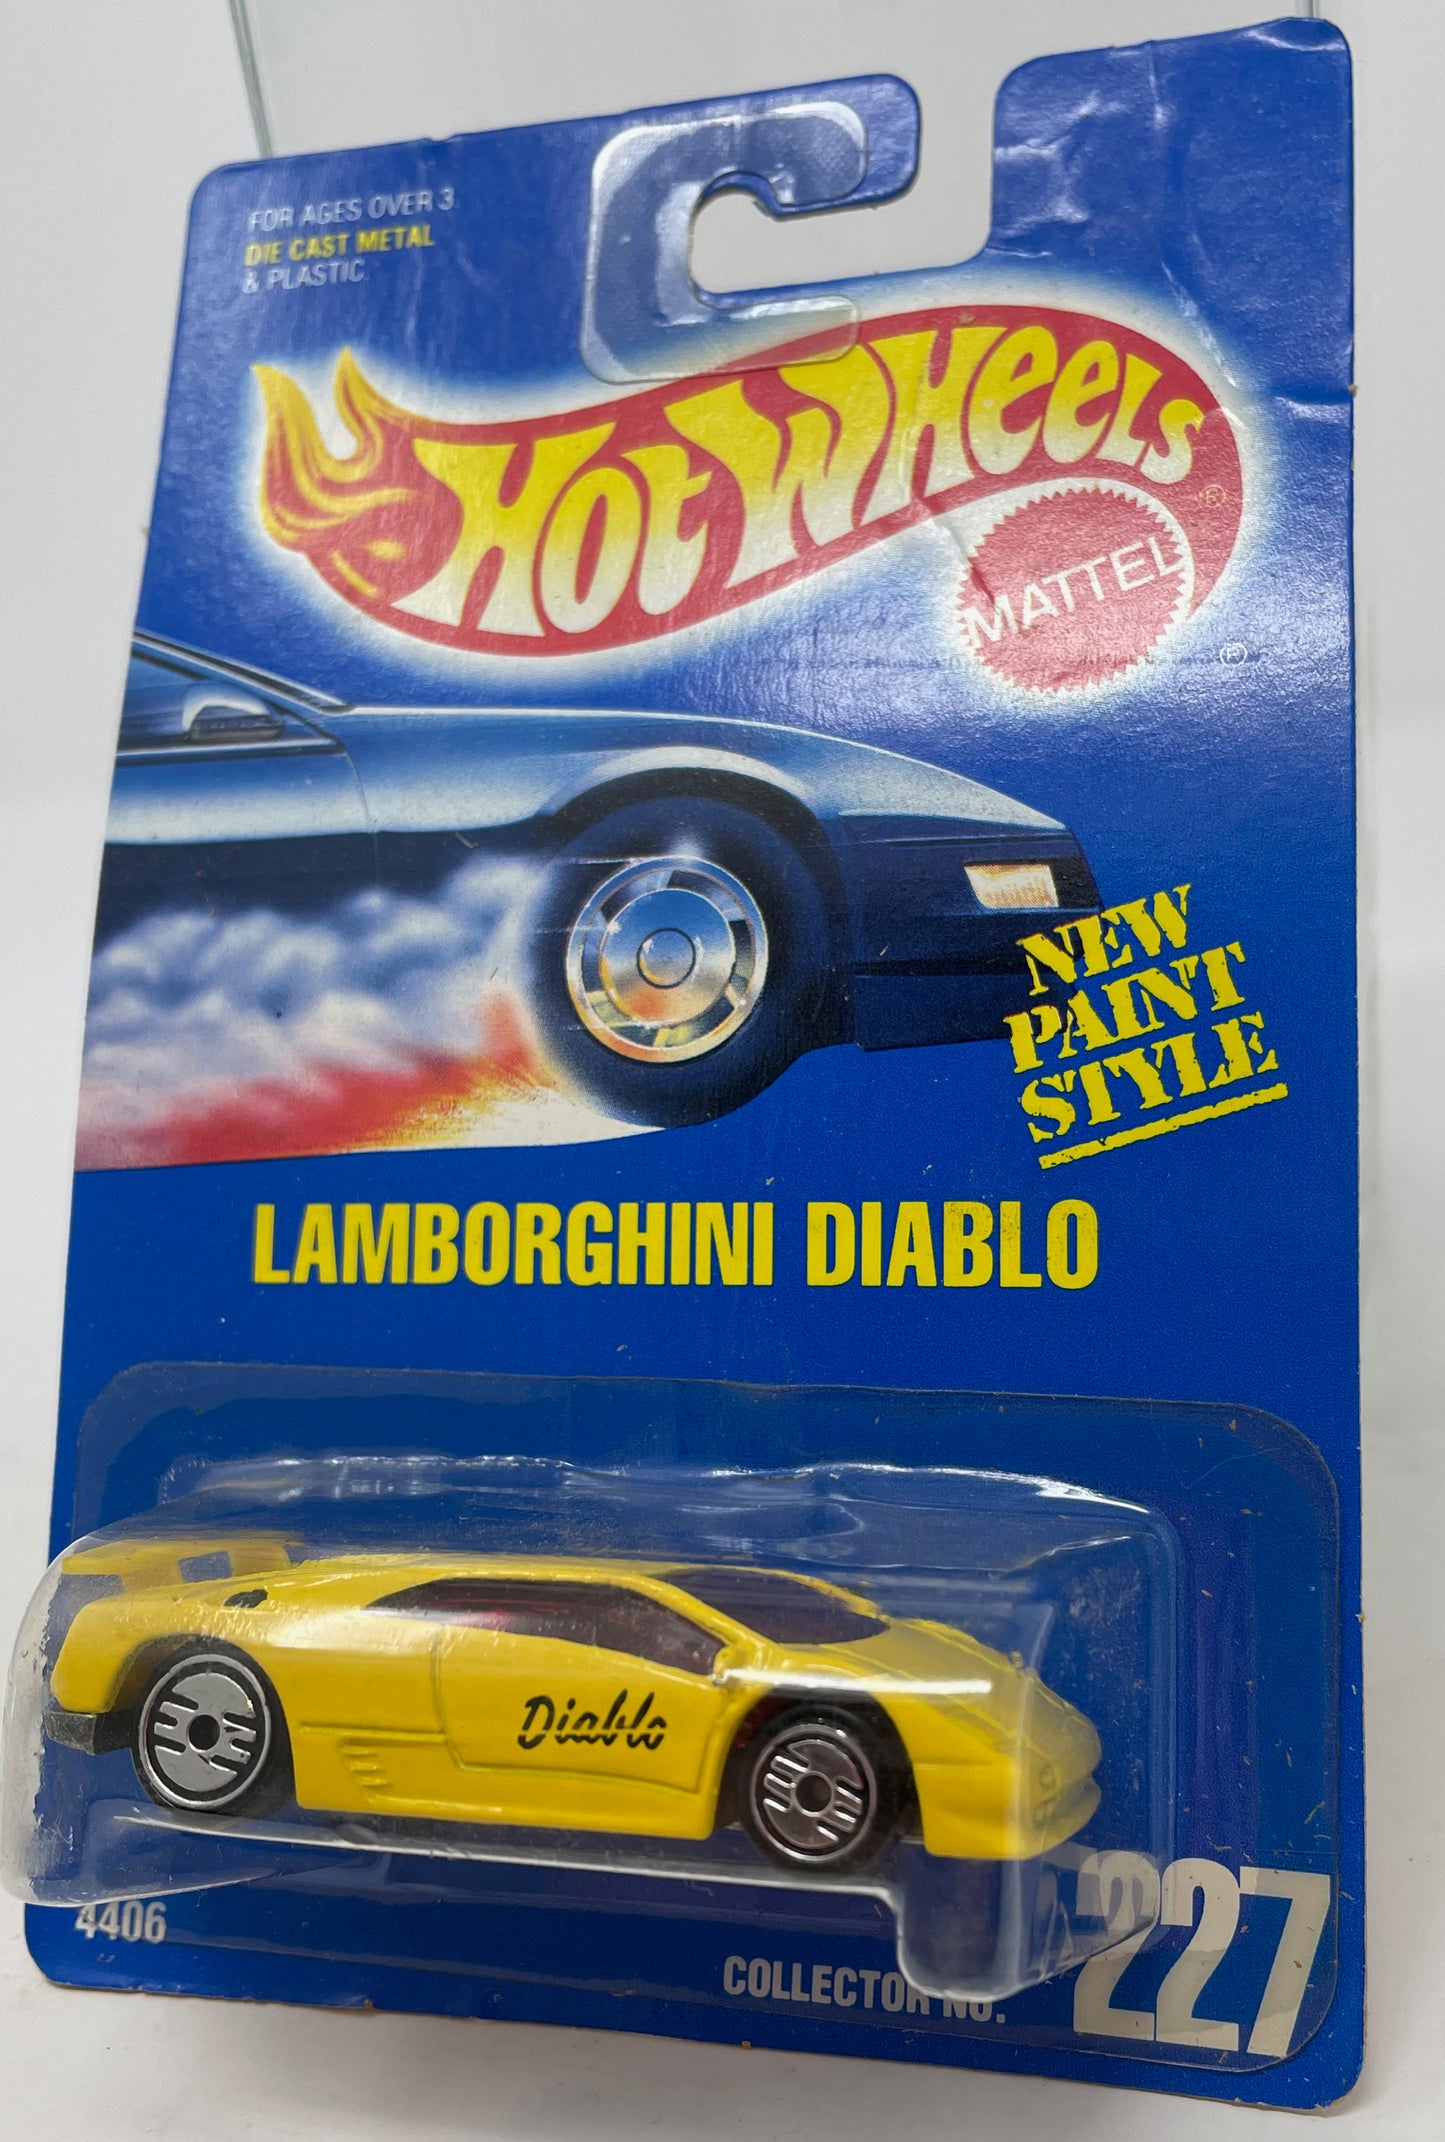 FOR AGES OVER 3
DIE CAST METAL
& PLASTIC
HOT WHEELS ®
MATTEL
®
NEW
PAINT
STYLE
LAMBORGHINI DIABLO
Diablo
4406
COLLECTOR NO. 227